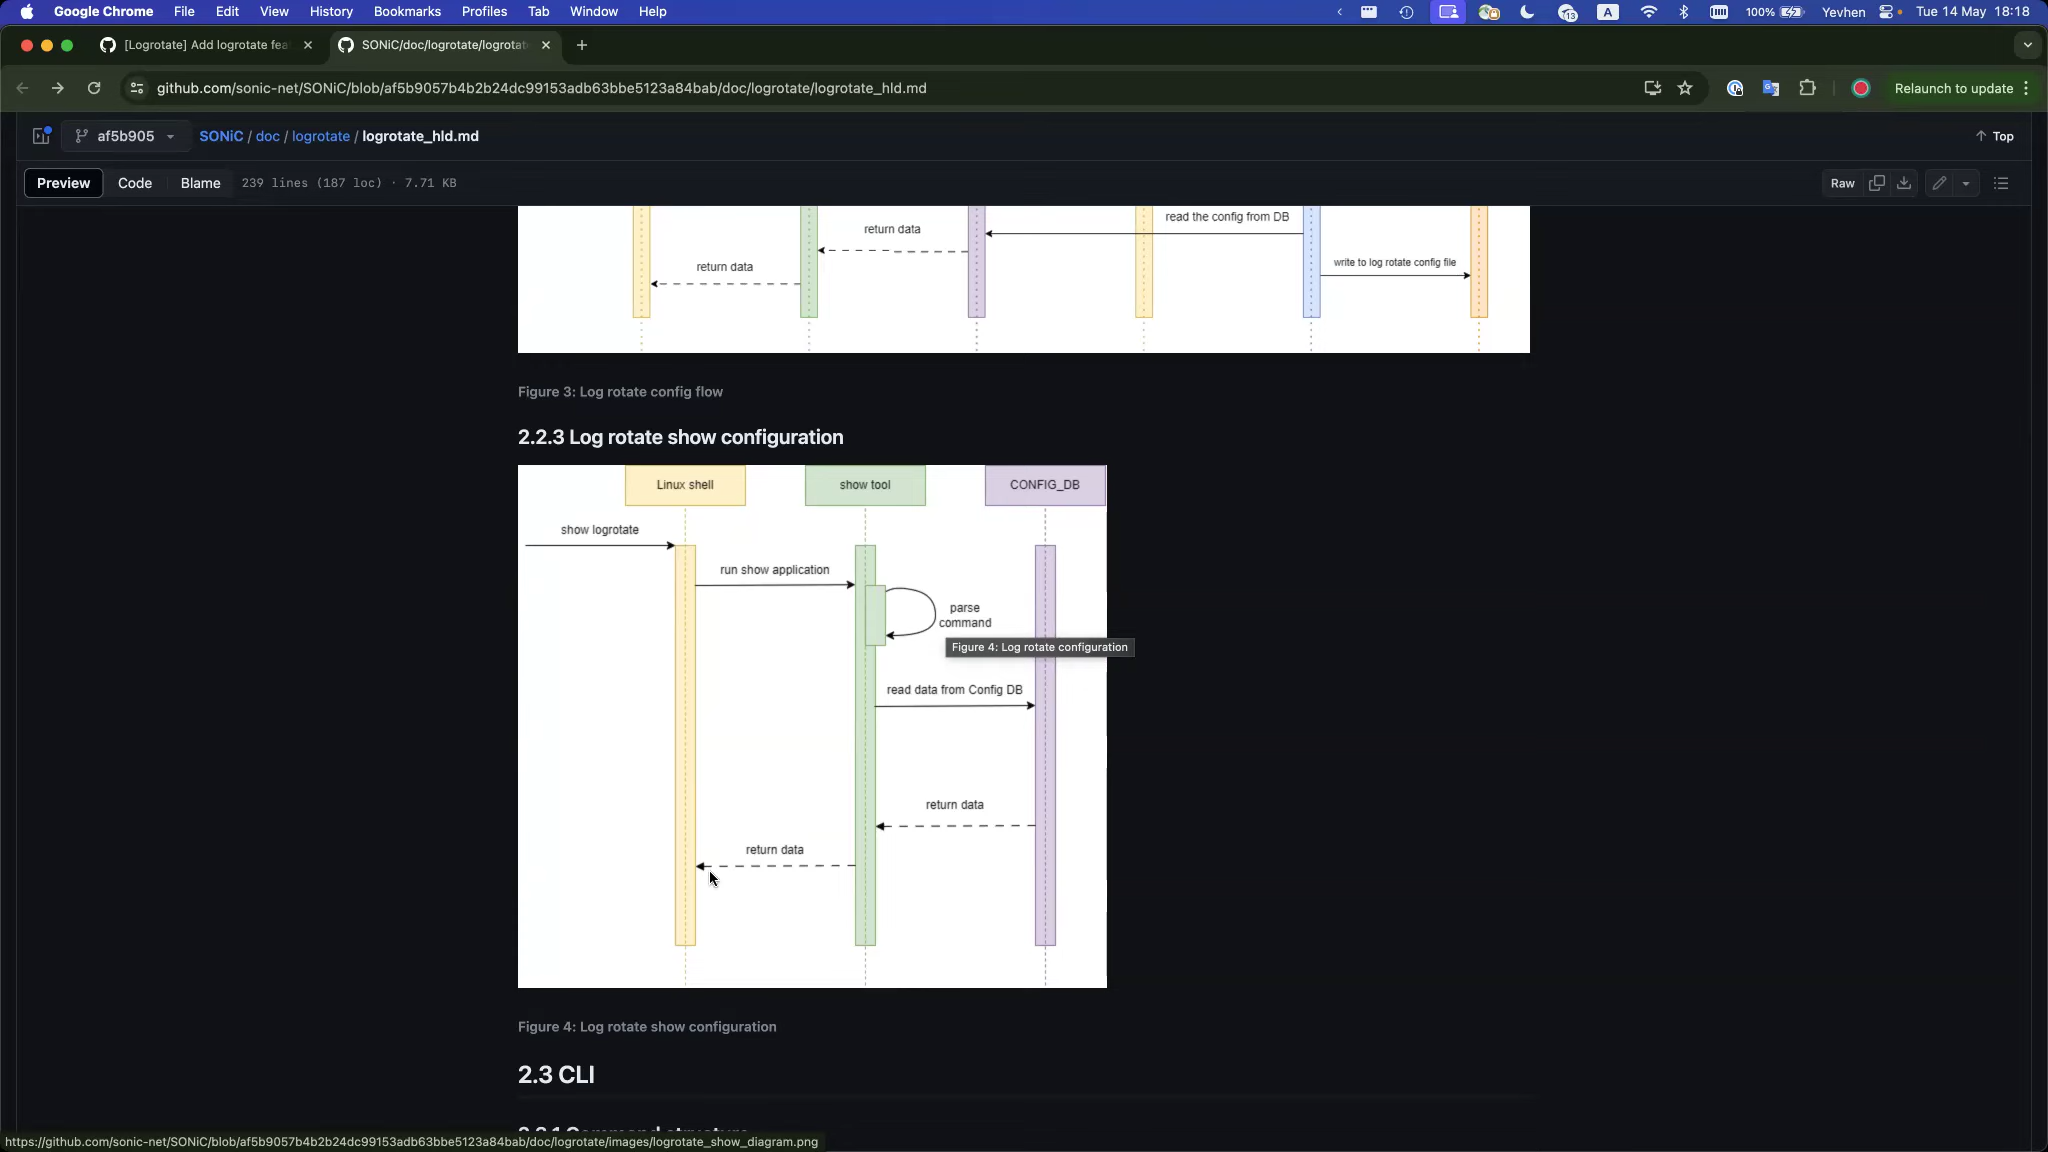 Google Chrome File Edit View History Bookmarks Profiles Tab Window Help
13 A 100% Yevhen Tue 14 May 18:18
[Logrotate] Add logrotate fea
SONiC/doc/logrotate/logrotat
github.com/sonic-net/SONiC/blob/af5b9057b4b2b24dc99153adb63bbe5123a84bab/doc/logrotate/logrotate_hld.md
Relaunch to update
af5b905
SONiC / doc / logrotate / logrotate_hld.md
Top
Preview Code Blame 239 lines (187 loc) · 7.71 KB
Raw
read the config from DB
return data
write to log rotate config file
return data
Figure 3: Log rotate config flow
2.2.3 Log rotate show configuration
Linux shell
show tool
CONFIG_DB
show logrotate
run show application
parse
command
Figure 4: Log rotate configuration
read data from Config DB
return data
return data
Figure 4: Log rotate show configuration
2.3 CLI
https://github.com/sonic-net/SONiC/blob/af5b9057b4b2b24dc99153adb63bbe5123a84bab/doc/logrotate/images/logrotate_show_diagram.png